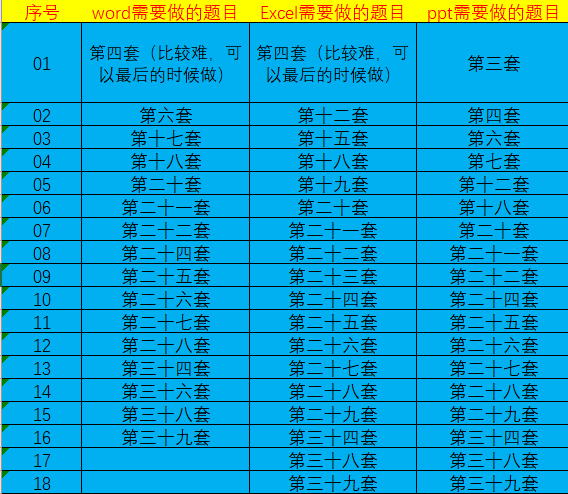 序号 word需要做的题目 Excel需要做的题目 ppt需要做的题目
01 第四套（比较难，可以最后的时候做） 第四套（比较难，可以最后的时候做） 第三套
02 第六套 第十二套 第四套
03 第十七套 第十五套 第六套
04 第十八套 第十八套 第七套
05 第二十套 第十九套 第十二套
06 第二十一套 第二十套 第十八套
07 第二十二套 第二十一套 第二十套
08 第二十四套 第二十二套 第二十一套
09 第二十五套 第二十三套 第二十二套
10 第二十六套 第二十四套 第二十四套
11 第二十七套 第二十五套 第二十五套
12 第二十八套 第二十六套 第二十六套
13 第三十四套 第二十七套 第二十七套
14 第三十六套 第二十八套 第二十八套
15 第三十八套 第二十九套 第二十九套
16 第三十九套 第三十四套 第三十四套
17 第三十八套 第三十八套
18 第三十九套 第三十九套